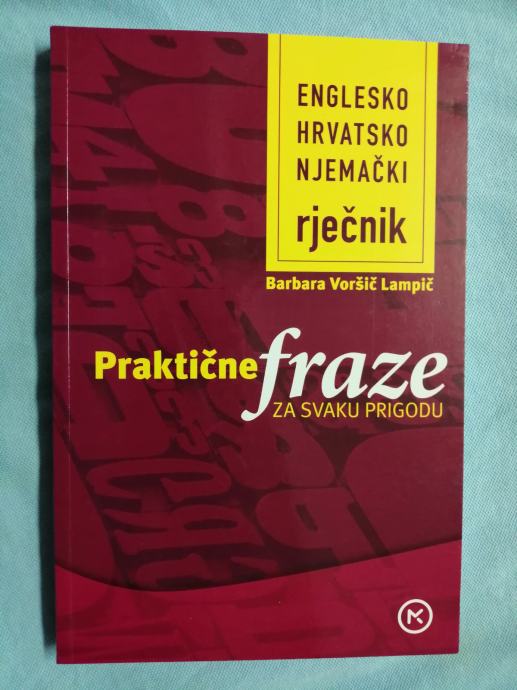 ENGLESKO
HRVATSKO
NJEMAČKI
rječnik
Barbara Voršič Lampič
Praktične fraze
ZA SVAKU PRIGODU